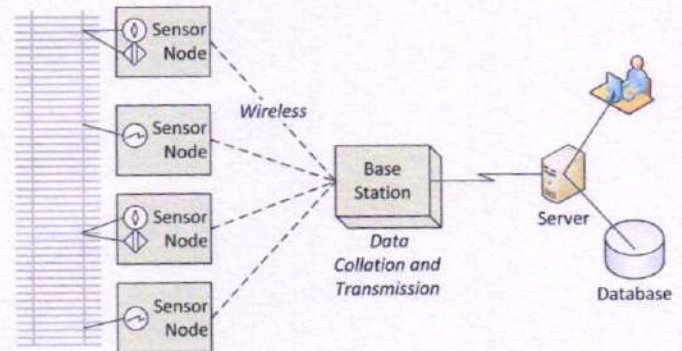 Sensor
Node
Wireless
Sensor
Node
Sensor
Node
Sensor
Node
Base
Station
Data
Collation and
Transmission
Server
Database